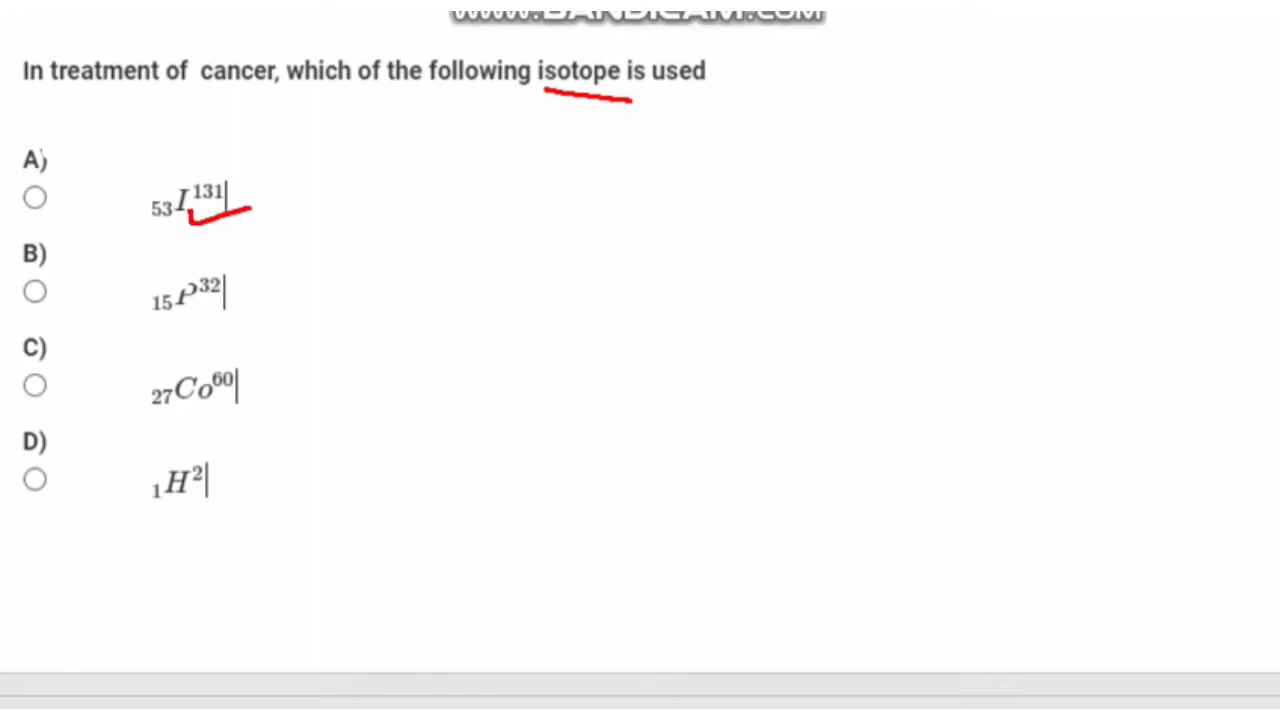 In treatment of cancer, which of the following isotope is used
A)
₅₃I¹³¹|
B)
₁₅P³²|
C)
₂₇Co⁶⁰|
D)
₁H²|